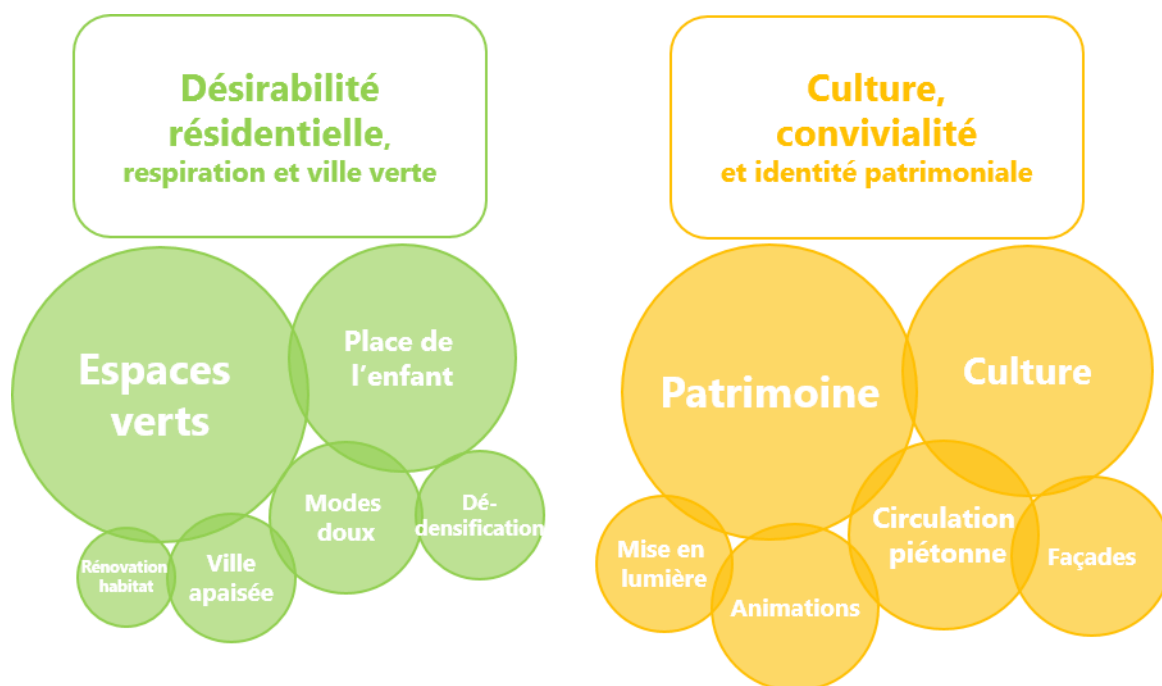 Désirabilité
résidentielle,
respiration et ville verte
Espaces
verts
Place de
l'enfant
Modes
doux
Dé-
densification
Rénovation
habitat
Ville
apaisée
Culture,
convivialité
et identité patrimoniale
Patrimoine
Culture
Circulation
piétonne
Façades
Mise en
lumière
Animations